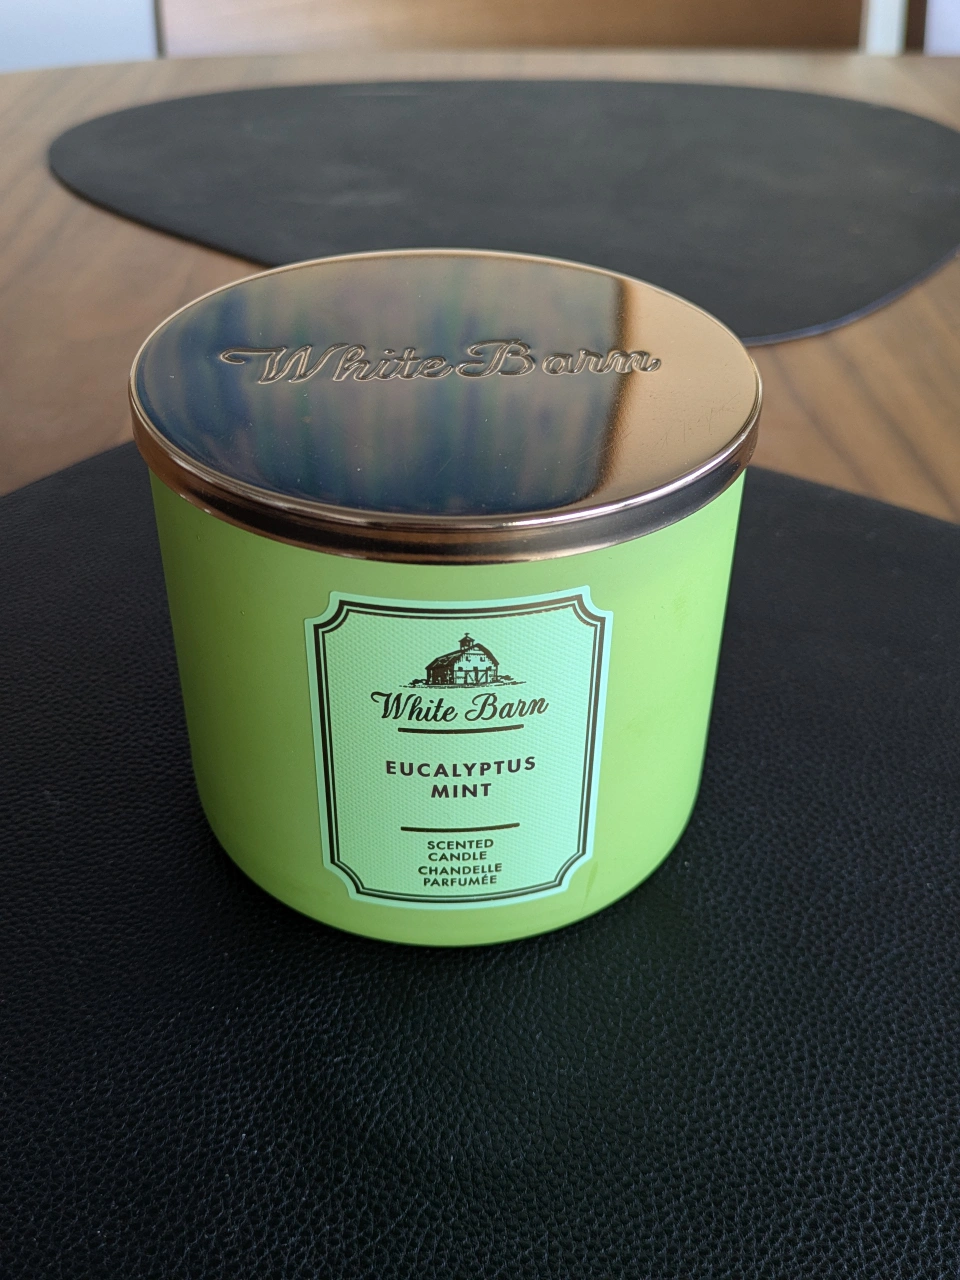 White Barn
White Barn
EUCALYPTUS
MINT
SCENTED
CANDLE
CHANDELLE
PARFUMÉE